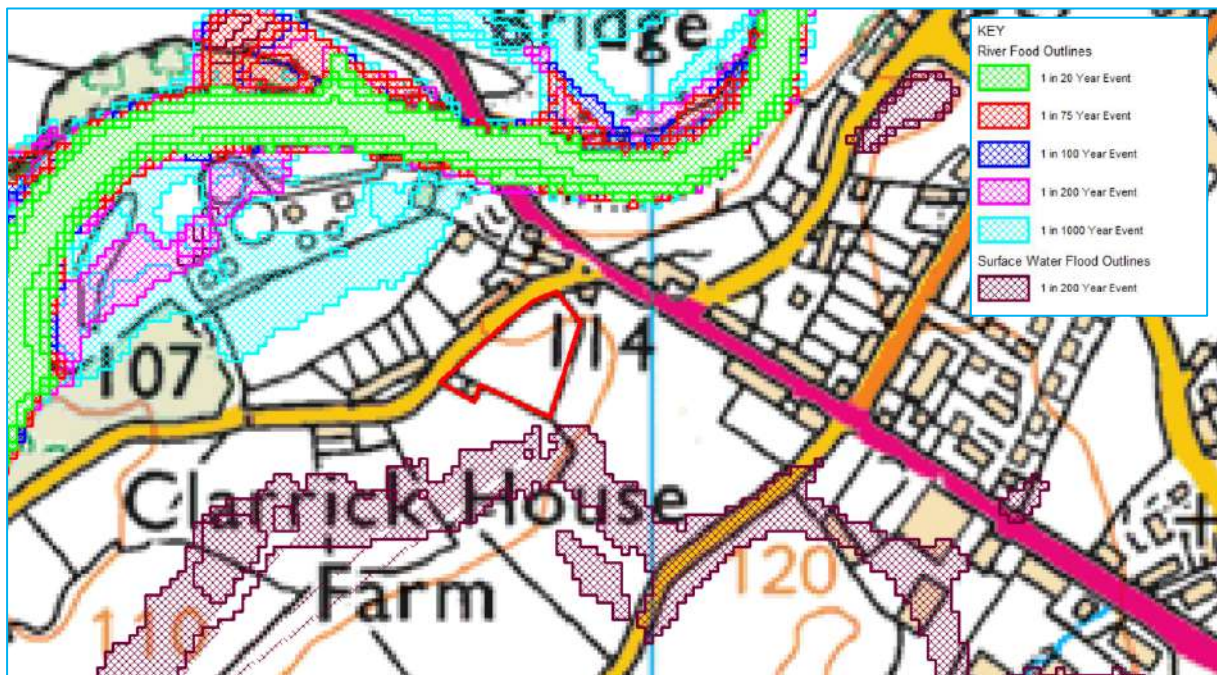 Bridge
KEY
River Food Outlines
1 in 20 Year Event
1 in 75 Year Event
1 in 100 Year Event
1 in 200 Year Event
1 in 1000 Year Event
Surface Water Flood Outlines
1 in 200 Year Event
114
107
Clarrick House
Farm
120
110